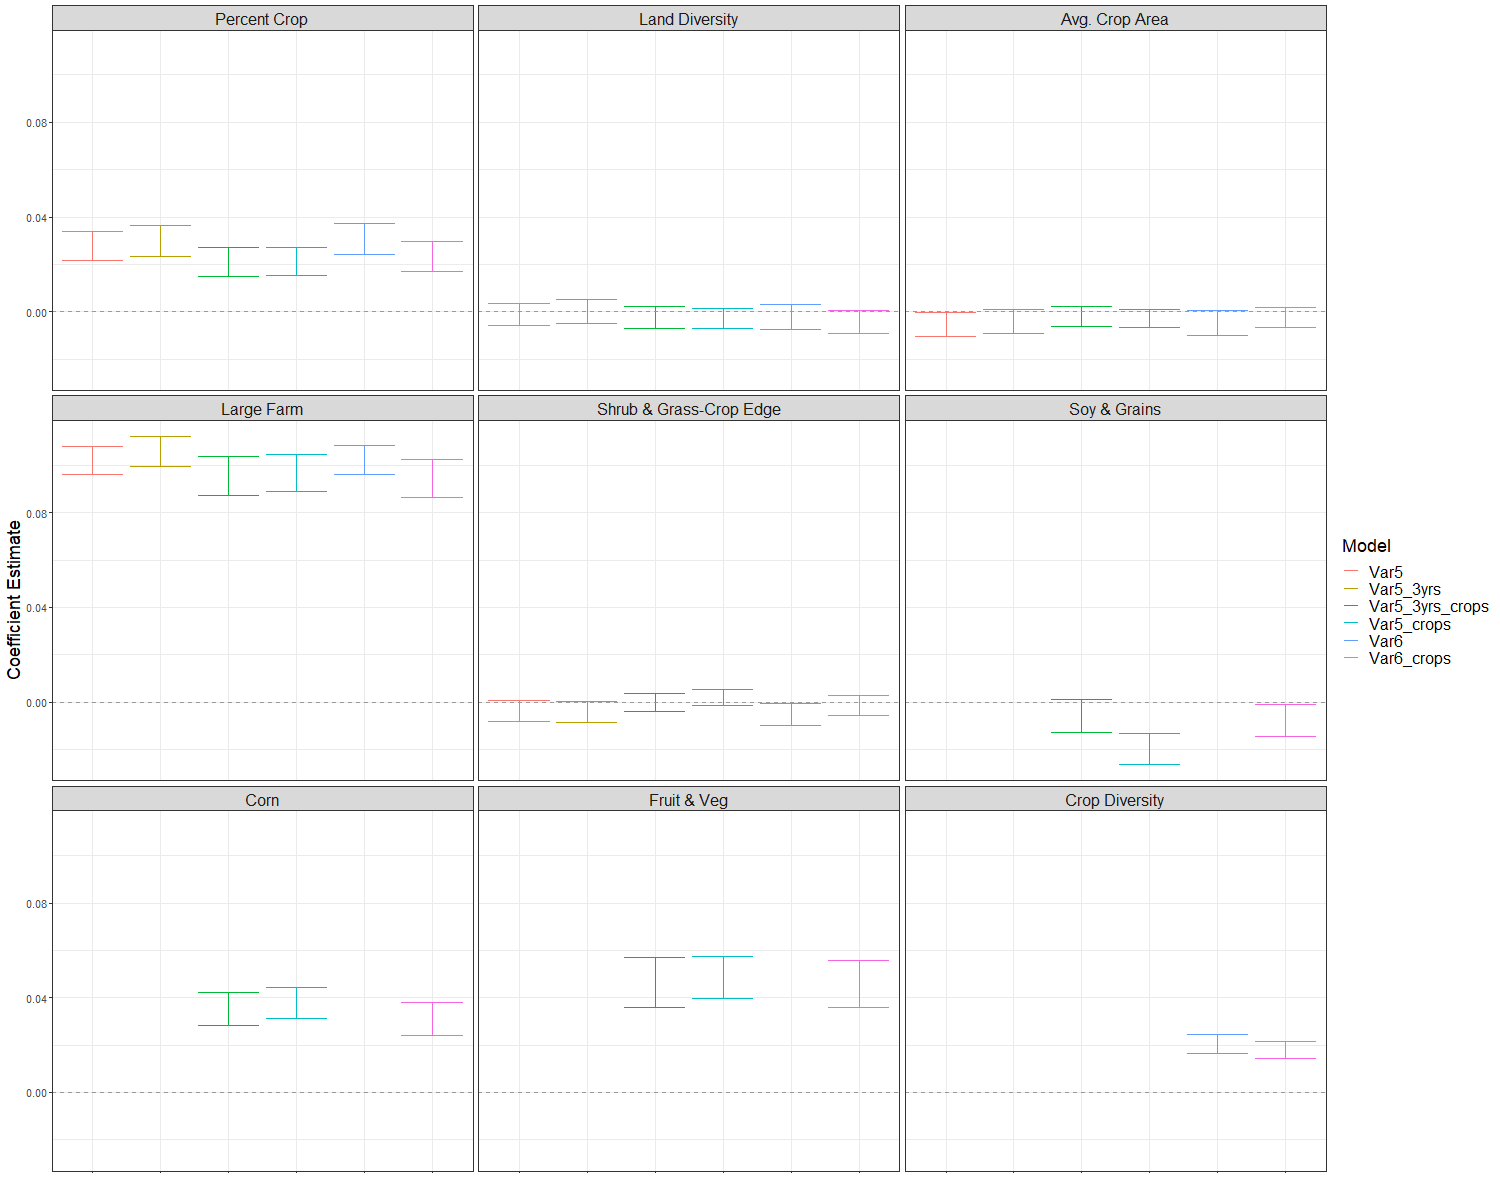 Percent Crop
Land Diversity
Avg. Crop Area
0.08
0.04
0.00
Large Farm
Shrub & Grass-Crop Edge
Soy & Grains
0.08
0.04
0.00
Corn
Fruit & Veg
Crop Diversity
0.08
0.04
0.00
Coefficient Estimate
Model
Var5
Var5_3yrs
Var5_3yrs_crops
Var5_crops
Var6
Var6_crops